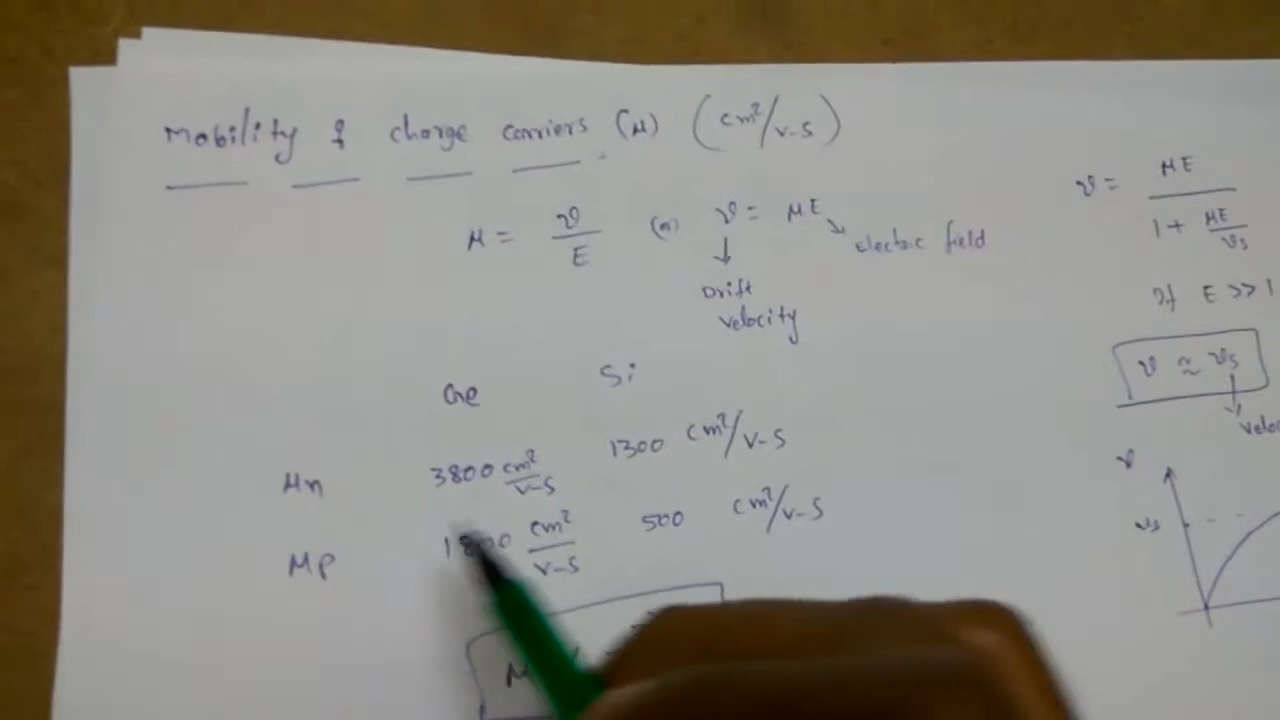 Mobility of charge carriers (μ) (cm²/v-s)
μ = v/E (or) v = μE
electric field
Drift
velocity
Ge Si
μn 3800 cm²/v-s 1300 cm²/v-s
μp 1800 cm²/v-s 500 cm²/v-s
μ
v = μE / (1 + μE/vs)
If E >> 1
v ≃ vs
v
vs